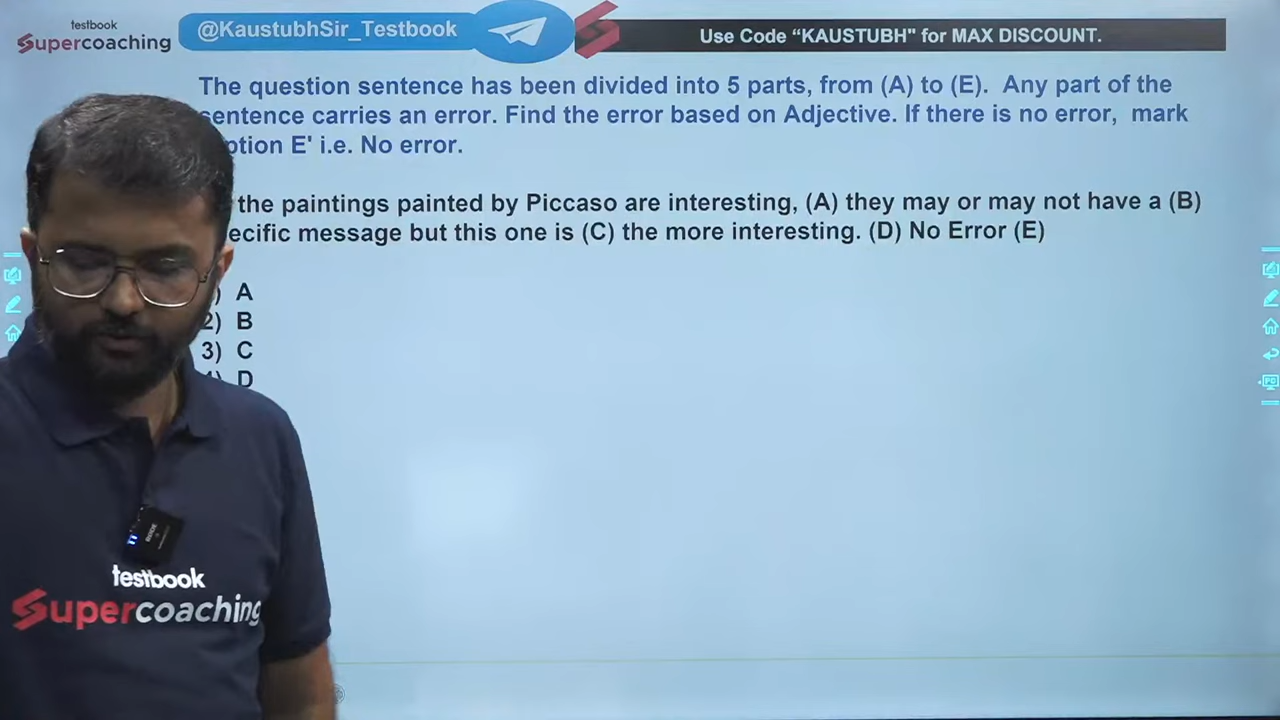 testbook
Supercoaching
@KaustubhSir_Testbook
Use Code “KAUSTUBH" for MAX DISCOUNT.
The question sentence has been divided into 5 parts, from (A) to (E). Any part of the
sentence carries an error. Find the error based on Adjective. If there is no error, mark
E' i.e. No error.
the paintings painted by Piccaso are interesting, (A) they may or may not have a (B)
message but this one is (C) the more interesting. (D) No Error (E)
A
2) B
3) C
D
testbook
Supercoaching